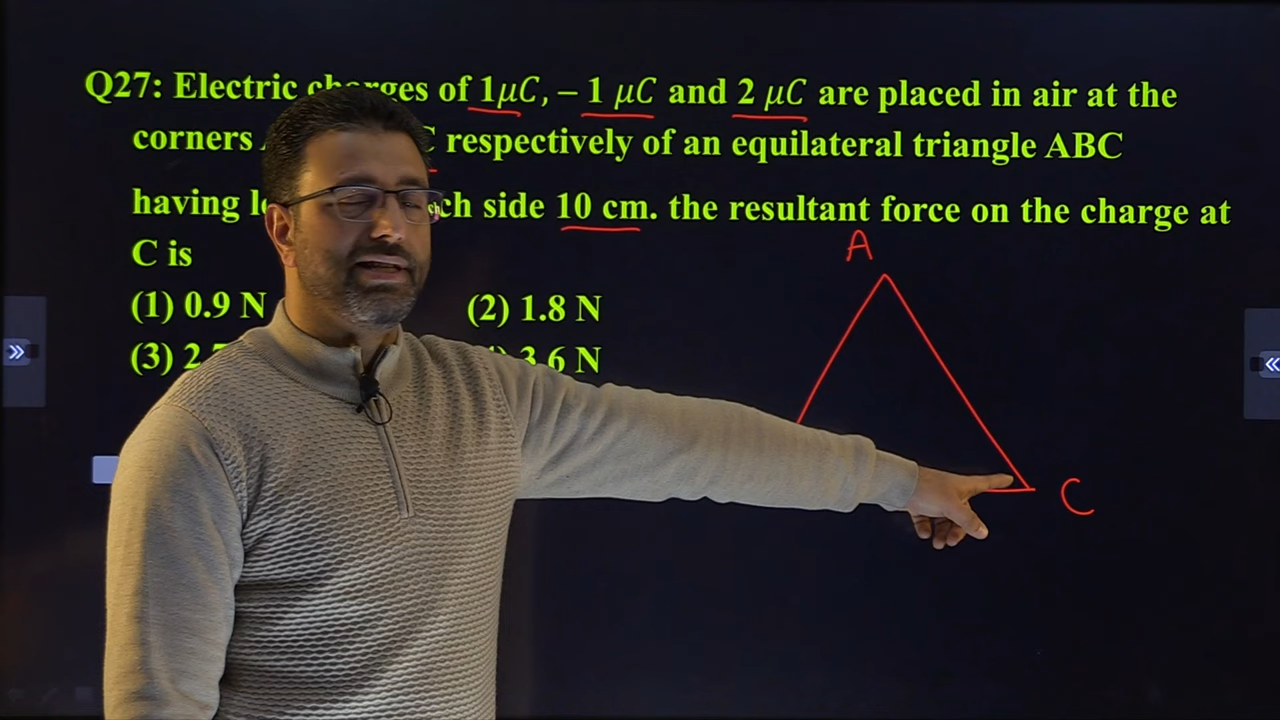 Q27: Electric charges of 1μC, – 1 μC and 2 μC are placed in air at the
corners C respectively of an equilateral triangle ABC
having each side 10 cm. the resultant force on the charge at
C is
(1) 0.9 N (2) 1.8 N
(3) 2. 3.6 N
A
C